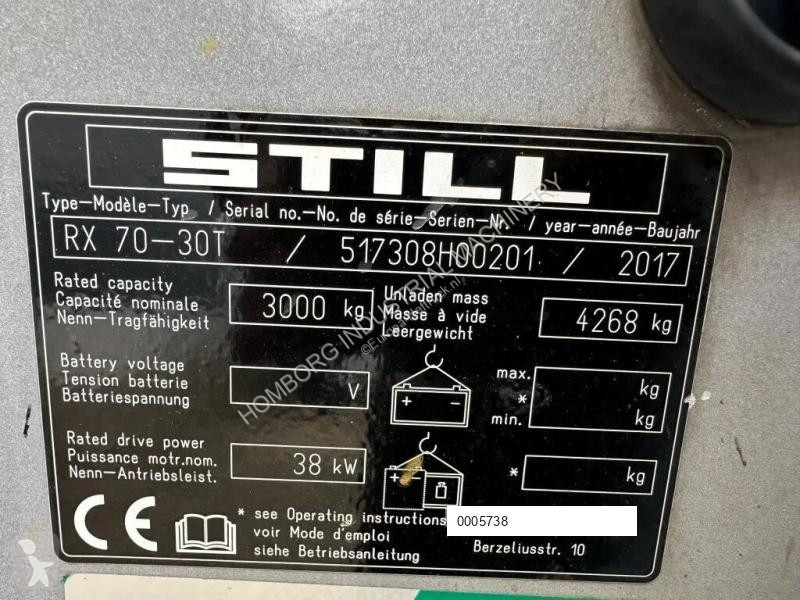 STILL
Type—Modèle—Typ / Serial no.—No. de série—Serien-Nr. / year—année—Baujahr
RX 70-30T / 517308H00201 / 2017
Rated capacity
Capacité nominale
Nenn-Tragfähigkeit
3000 kg
Unladen mass
Masse à vide
Leergewicht
4268 kg
Battery voltage
Tension batterie
Batteriespannung
V
max.
*
min.
kg
kg
Rated drive power
Puissance motr.nom.
Nenn-Antriebsleist.
38 kW
* kg
CE
* see Operating instructions
voir Mode d'emploi
siehe Betriebsanleitung
0005738
Berzeliusstr. 10
HOMBORG INDUSTRIAL MACHINERY